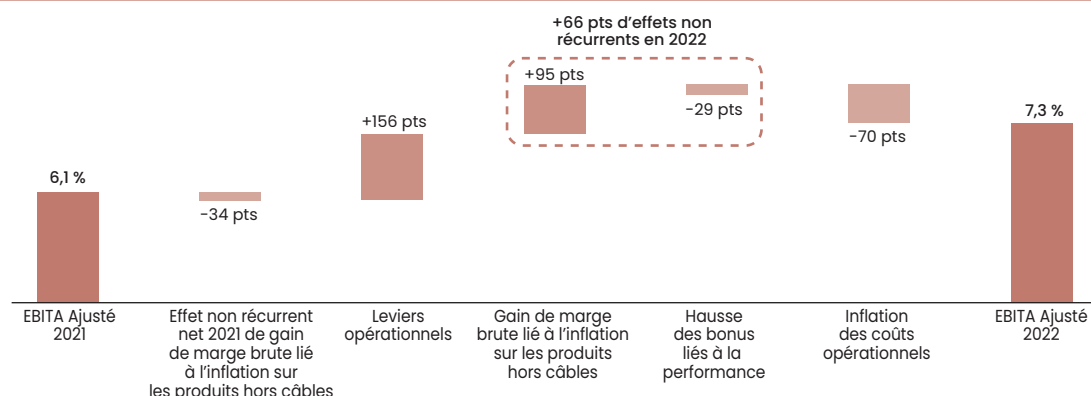 +66 pts d’effets non
récurrents en 2022
+95 pts
-29 pts
7,3 %
+156 pts
-70 pts
6,1 %
-34 pts
EBITA Ajusté
2021
Effet non récurrent
net 2021 de gain
de marge brute lié
à l’inflation sur
les produits hors câbles
Leviers
opérationnels
Gain de marge
brute lié à l’inflation
sur les produits
hors câbles
Hausse
des bonus
liés à la
performance
Inflation
des coûts
opérationnels
EBITA Ajusté
2022